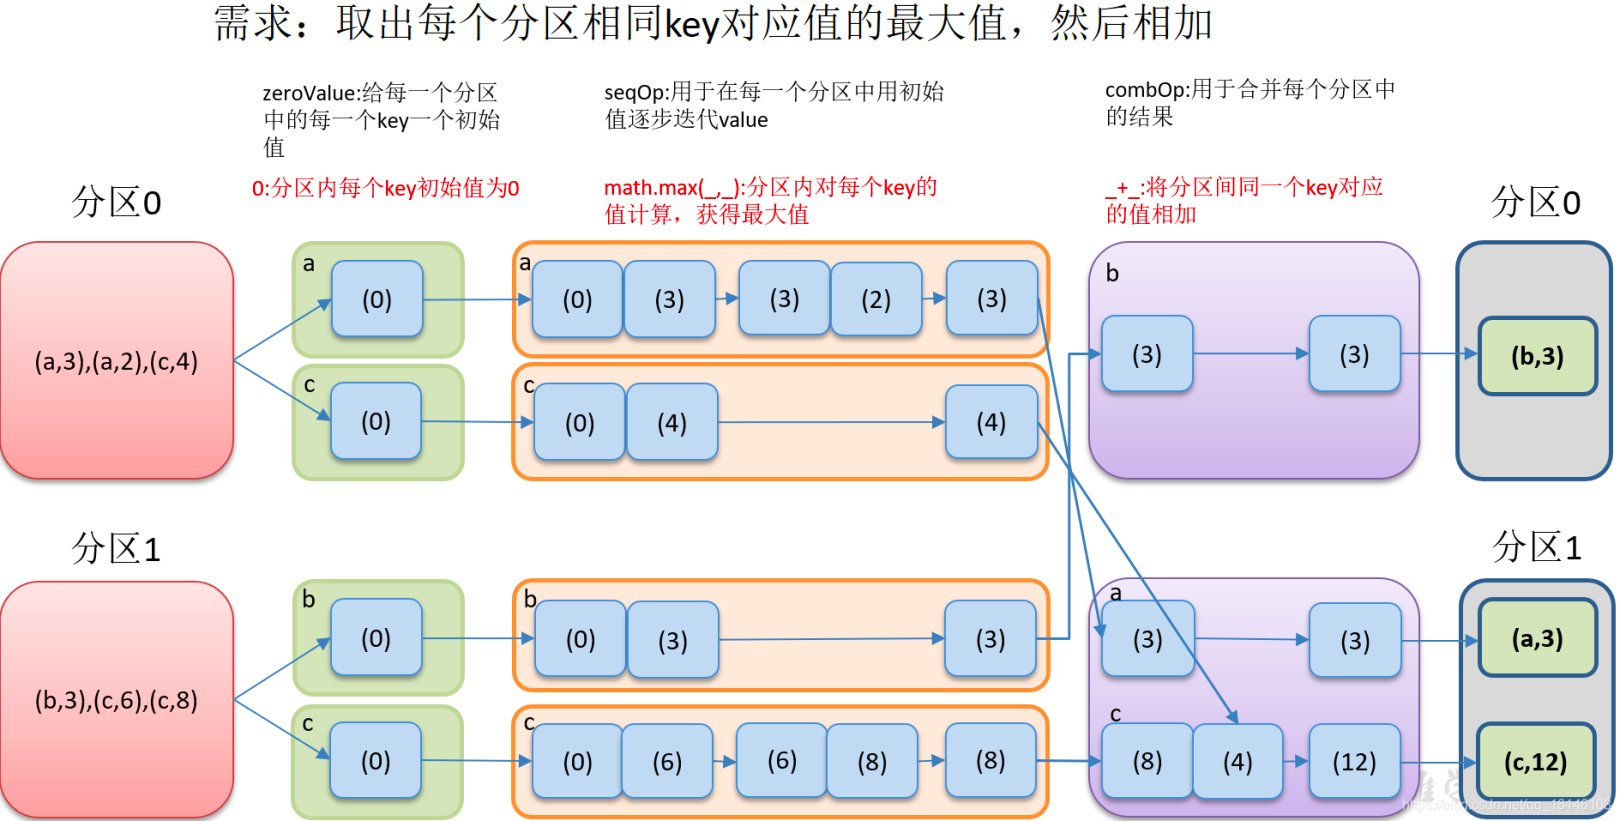 需求：取出每个分区相同key对应值的最大值，然后相加
zeroValue:给每一个分区
中的每一个key一个初始
值
seqOp:用于在每一个分区中用初始
值逐步迭代value
combOp:用于合并每个分区中
的结果
0:分区内每个key初始值为0
math.max(_,_):分区内对每个key的
值计算，获得最大值
_+_:将分区间同一个key对应
的值相加
分区0
分区0
a
(0)
a
(0) (3) (3) (2) (3)
b
(3) (3)
(b,3)
(a,3),(a,2),(c,4)
c
(0)
c
(0) (4) (4)
分区1
分区1
b
(0)
b
(0) (3) (3)
a
(3) (3)
(a,3)
(b,3),(c,6),(c,8)
c
(0)
c
(0) (6) (6) (8) (8)
c
(8) (4) (12)
(c,12)